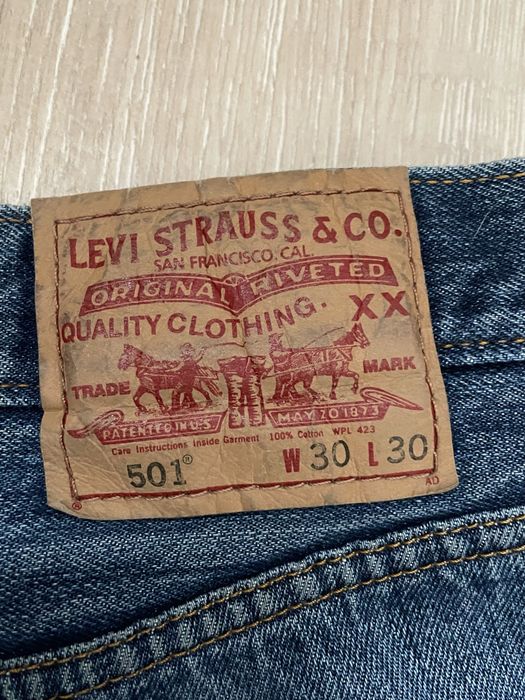 LEVI STRAUSS & CO.
SAN FRANCISCO, CAL.
ORIGINAL RIVETED
QUALITY CLOTHING. XX
TRADE MARK
PATENTED IN U.S. MAY 20 1873
Care Instructions Inside Garment 100% Cotton WPL 423
501® W 30 L 30
® AD